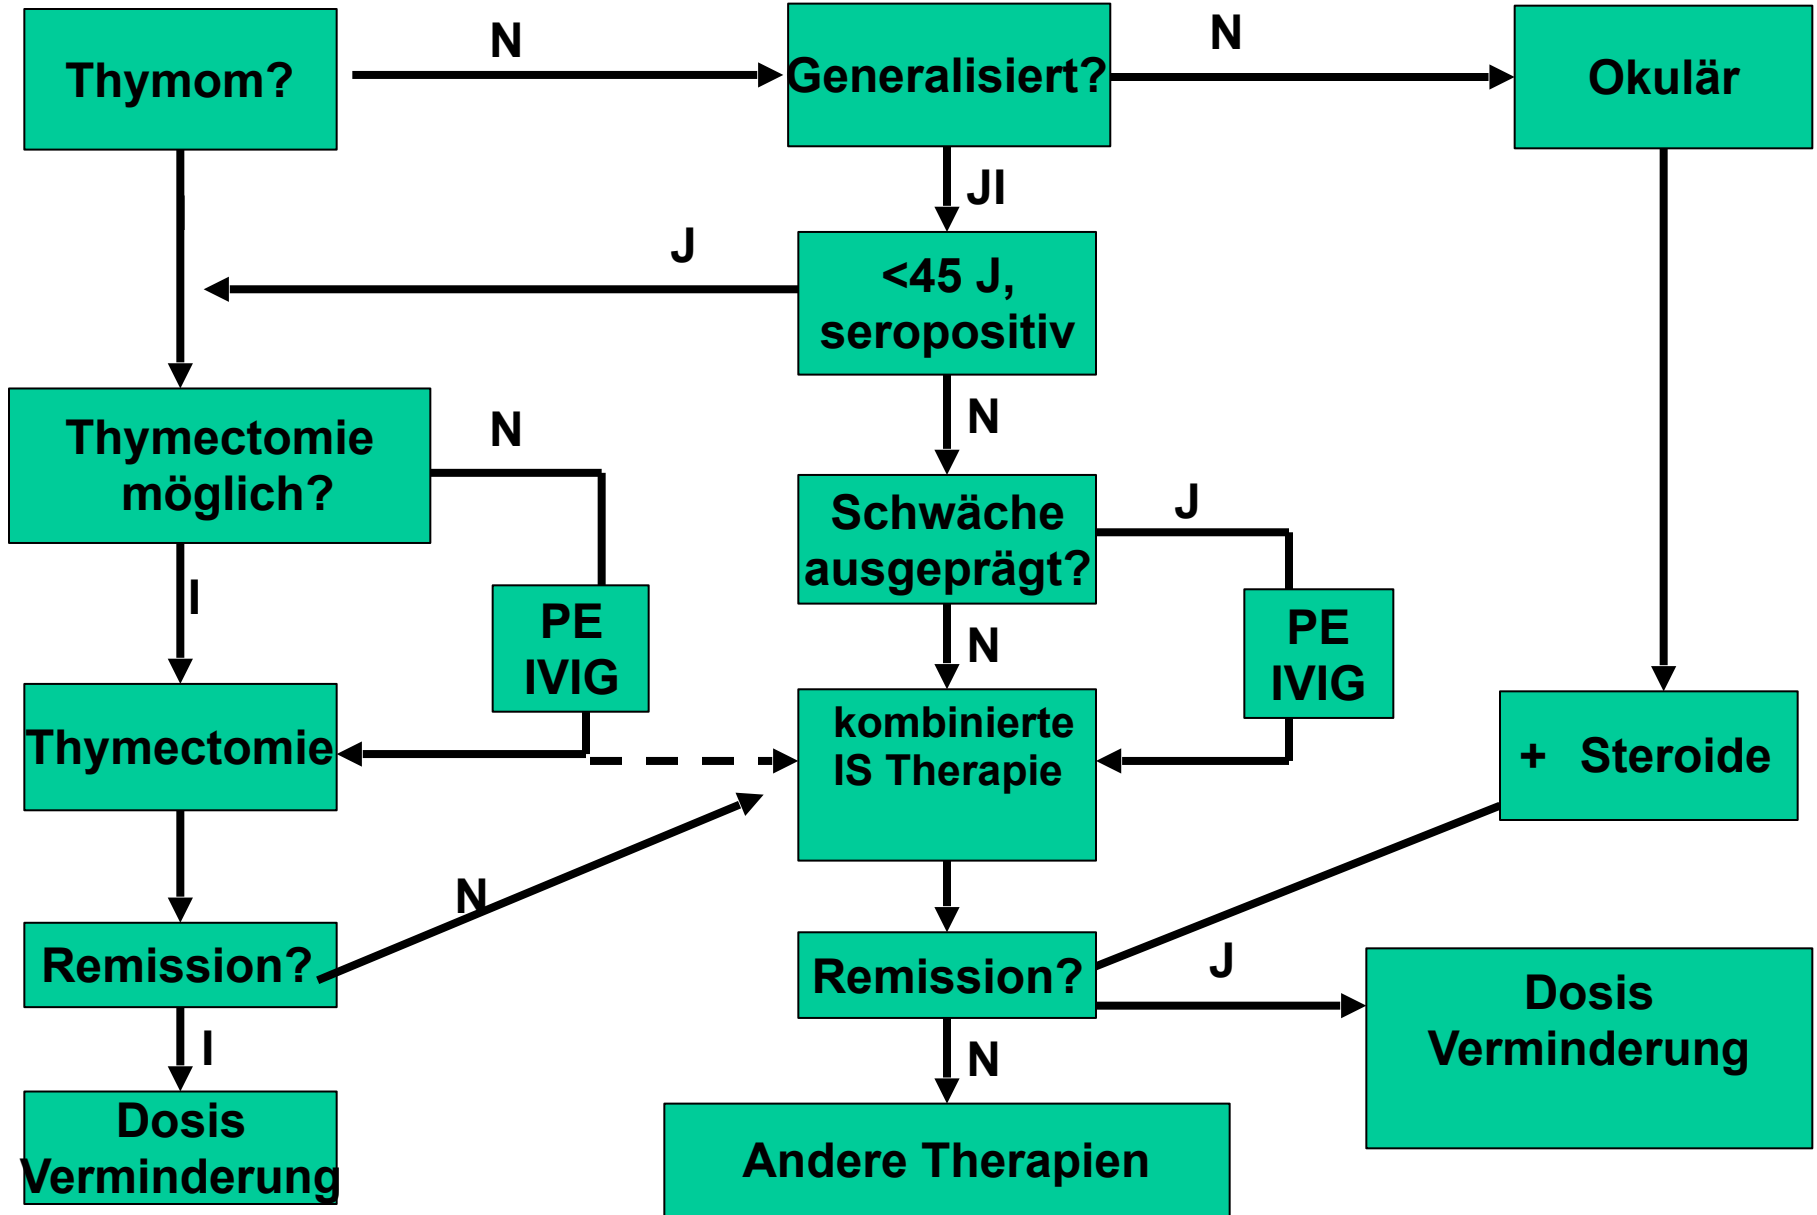 Thymom?
N
Generalisiert?
N
Okulär
JI
J
<45 J,
seropositiv
N
Thymectomie
möglich?
N
Schwäche
ausgeprägt?
J
I
PE
IVIG
N
PE
IVIG
Thymectomie
kombinierte
IS Therapie
+ Steroide
N
Remission?
Remission?
J
Dosis
Verminderung
I
N
Dosis
Verminderung
Andere Therapien